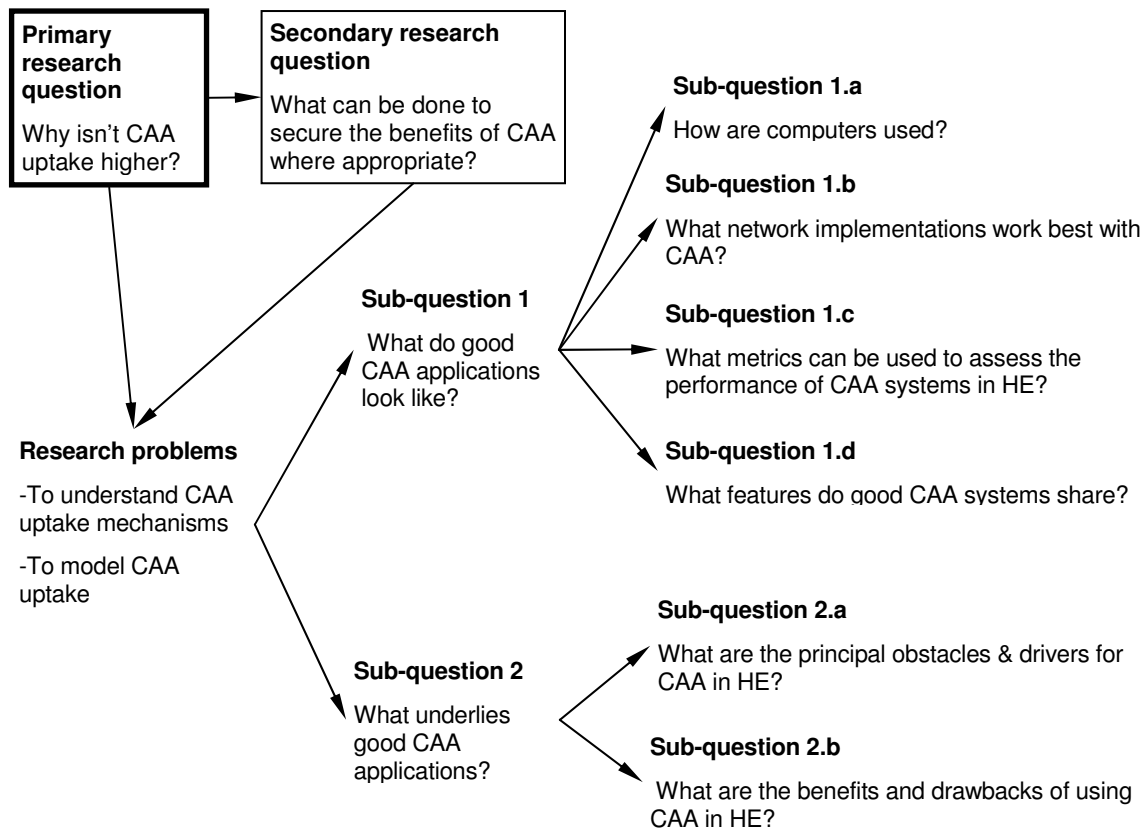 Primary
research
question
Why isn't CAA
uptake higher?
Secondary research
question
What can be done to
secure the benefits of CAA
where appropriate?
Sub-question 1.a
How are computers used?
Sub-question 1.b
What network implementations work best with
CAA?
Sub-question 1
What do good
CAA applications
look like?
Sub-question 1.c
What metrics can be used to assess the
performance of CAA systems in HE?
Sub-question 1.d
What features do good CAA systems share?
Research problems
-To understand CAA
uptake mechanisms
-To model CAA
uptake
Sub-question 2
What underlies
good CAA
applications?
Sub-question 2.a
What are the principal obstacles & drivers for
CAA in HE?
Sub-question 2.b
What are the benefits and drawbacks of using
CAA in HE?